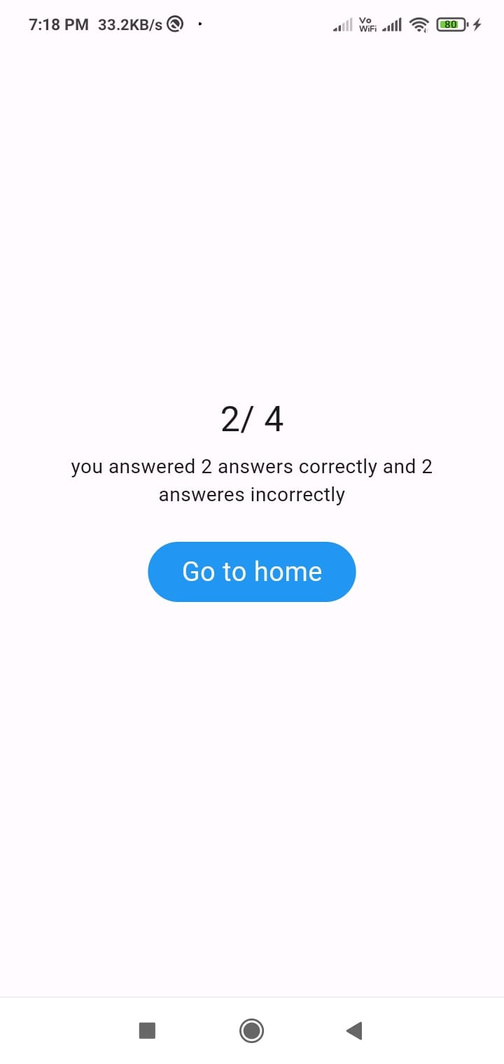 7:18 PM 33.2KB/s Vo WiFi 80
2/ 4
you answered 2 answers correctly and 2
answeres incorrectly
Go to home